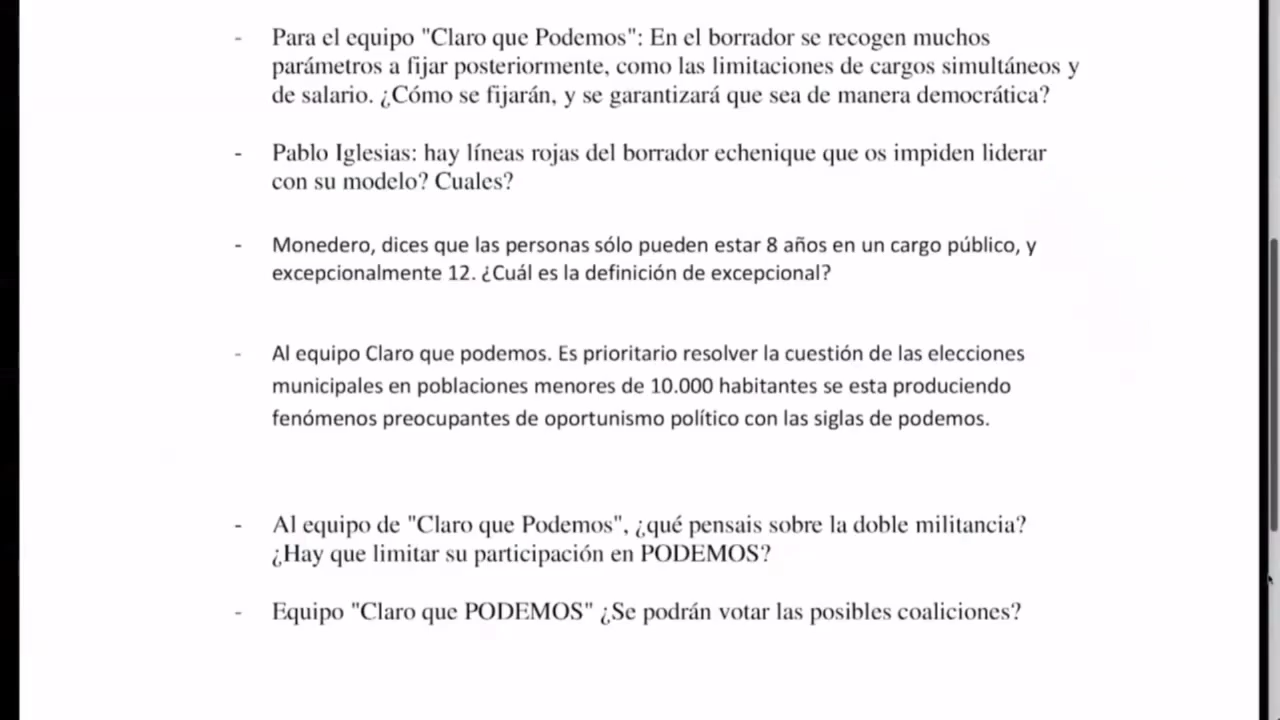 - Para el equipo "Claro que Podemos": En el borrador se recogen muchos
parámetros a fijar posteriormente, como las limitaciones de cargos simultáneos y
de salario. ¿Cómo se fijarán, y se garantizará que sea de manera democrática?
- Pablo Iglesias: hay líneas rojas del borrador echenique que os impiden liderar
con su modelo? Cuales?
- Monedero, dices que las personas sólo pueden estar 8 años en un cargo público, y
excepcionalmente 12. ¿Cuál es la definición de excepcional?
- Al equipo Claro que podemos. Es prioritario resolver la cuestión de las elecciones
municipales en poblaciones menores de 10.000 habitantes se esta produciendo
fenómenos preocupantes de oportunismo político con las siglas de podemos.
- Al equipo de "Claro que Podemos", ¿qué pensais sobre la doble militancia?
¿Hay que limitar su participación en PODEMOS?
- Equipo "Claro que PODEMOS" ¿Se podrán votar las posibles coaliciones?